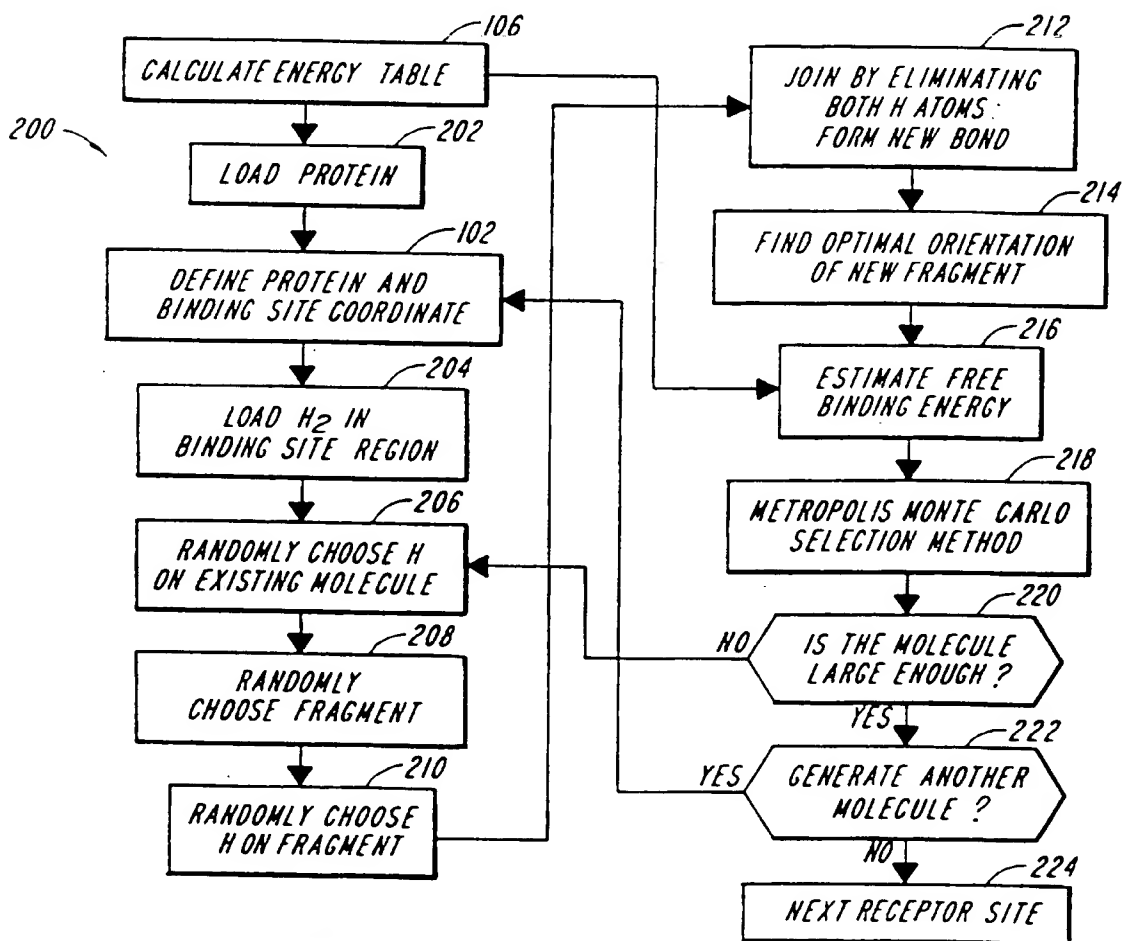 106
CALCULATE ENERGY TABLE
200
202
LOAD PROTEIN
102
DEFINE PROTEIN AND
BINDING SITE COORDINATE
204
LOAD H2 IN
BINDING SITE REGION
206
RANDOMLY CHOOSE H
ON EXISTING MOLECULE
208
RANDOMLY
CHOOSE FRAGMENT
210
RANDOMLY CHOOSE
H ON FRAGMENT
212
JOIN BY ELIMINATING
BOTH H ATOMS:
FORM NEW BOND
214
FIND OPTIMAL ORIENTATION
OF NEW FRAGMENT
216
ESTIMATE FREE
BINDING ENERGY
218
METROPOLIS MONTE CARLO
SELECTION METHOD
220
NO
IS THE MOLECULE
LARGE ENOUGH ?
YES
222
YES
GENERATE ANOTHER
MOLECULE ?
NO
224
NEXT RECEPTOR SITE